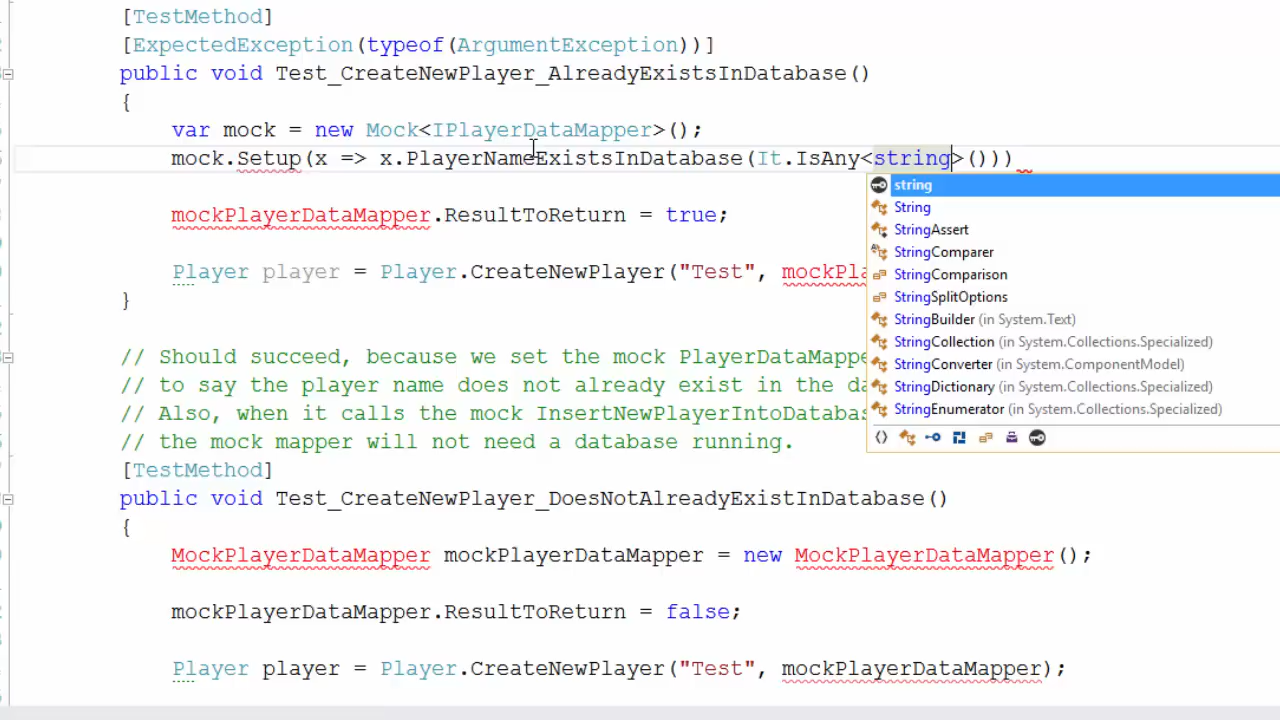 [TestMethod]
[ExpectedException(typeof(ArgumentException))]
public void Test_CreateNewPlayer_AlreadyExistsInDatabase()
{
var mock = new Mock<IPlayerDataMapper>();
mock.Setup(x => x.PlayerNameExistsInDatabase(It.IsAny<string>()))
string
mockPlayerDataMapper.ResultToReturn = true;
String
StringAssert
StringComparer
Player player = Player.CreateNewPlayer("Test", mockPla
StringComparison
}
StringSplitOptions
StringBuilder (in System.Text)
StringCollection (in System.Collections.Specialized)
// Should succeed, because we set the mock PlayerDataMappe
StringConverter (in System.ComponentModel)
// to say the player name does not already exist in the da
StringDictionary (in System.Collections.Specialized)
// Also, when it calls the mock InsertNewPlayerIntoDatabas
StringEnumerator (in System.Collections.Specialized)
// the mock mapper will not need a database running.
[TestMethod]
public void Test_CreateNewPlayer_DoesNotAlreadyExistInDatabase()
{
MockPlayerDataMapper mockPlayerDataMapper = new MockPlayerDataMapper();
mockPlayerDataMapper.ResultToReturn = false;
Player player = Player.CreateNewPlayer("Test", mockPlayerDataMapper);